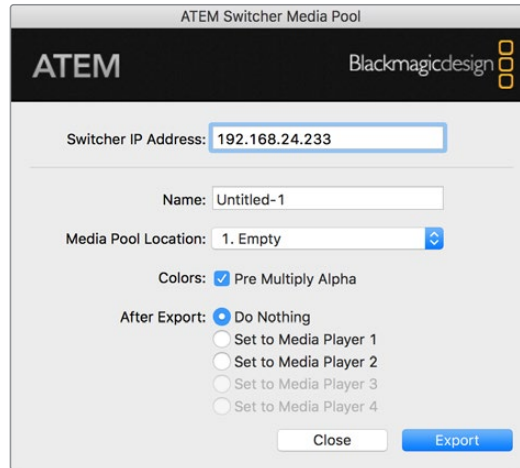 ATEM Switcher Media Pool
ATEM
Blackmagicdesign
Switcher IP Address: 192.168.24.233
Name: Untitled-1
Media Pool Location: 1. Empty
Colors: Pre Multiply Alpha
After Export: Do Nothing
Set to Media Player 1
Set to Media Player 2
Set to Media Player 3
Set to Media Player 4
Close Export